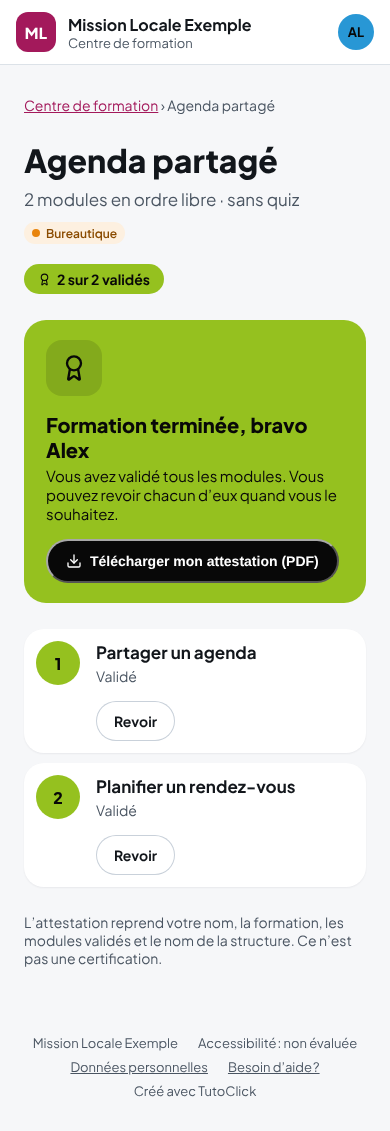 ML
Mission Locale Exemple
Centre de formation
AL
Centre de formation › Agenda partagé
Agenda partagé
2 modules en ordre libre · sans quiz
Bureautique
2 sur 2 validés
Formation terminée, bravo
Alex
Vous avez validé tous les modules. Vous
pouvez revoir chacun d’eux quand vous le
souhaitez.
Télécharger mon attestation (PDF)
1
Partager un agenda
Validé
Revoir
2
Planifier un rendez-vous
Validé
Revoir
L’attestation reprend votre nom, la formation, les
modules validés et le nom de la structure. Ce n’est
pas une certification.
Mission Locale Exemple Accessibilité : non évaluée
Données personnelles Besoin d’aide ?
Créé avec TutoClick